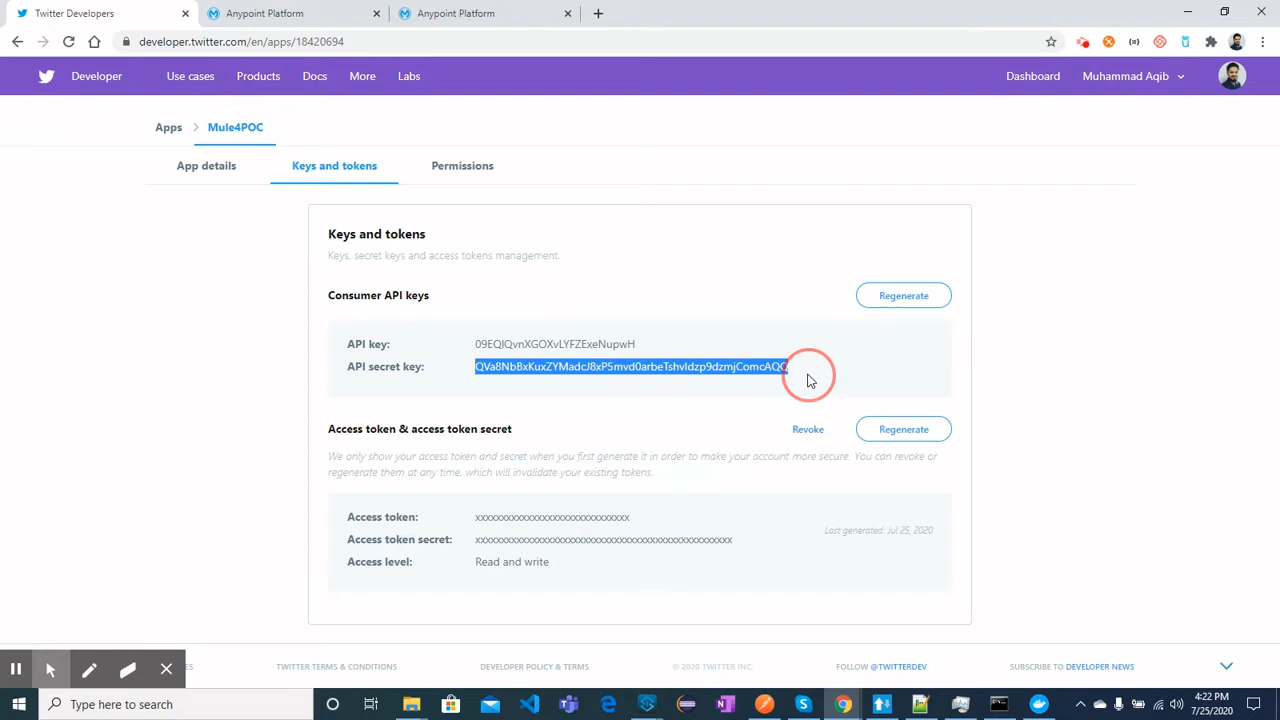 Twitter Developers
Anypoint Platform
Anypoint Platform
developer.twitter.com/en/apps/18420694
Developer
Use cases
Products
Docs
More
Labs
Dashboard
Muhammad Aqib
Apps
Mule4POC
App details
Keys and tokens
Permissions
Keys and tokens
Keys, secret keys and access tokens management.
Consumer API keys
Regenerate
API key:
09EQIQvnXGOXvLYFZExeNupwH
API secret key:
Access token & access token secret
Revoke
Regenerate
We only show your access token and secret when you first generate it in order to make your account more secure. You can revoke or
regenerate them at any time, which will invalidate your existing tokens.
Access token:
xxxxxxxxxxxxxxxxxxxxxxxxxxxxxx
Last generated: Jul 25, 2020
Access token secret:
Access level:
Read and write
TWITTER TERMS & CONDITIONS
DEVELOPER POLICY & TERMS
© 2020 TWITTER INC.
FOLLOW @TWITTERDEV
SUBSCRIBE TO DEVELOPER NEWS
Type here to search
4:22 PM
7/25/2020